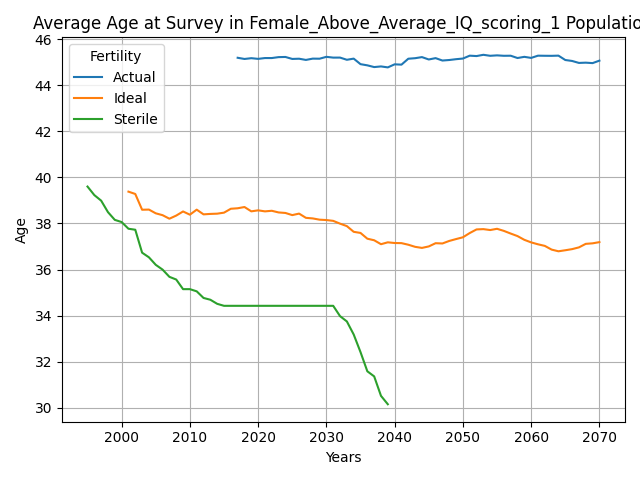 Average Age at Survey in Female_Above_Average_IQ_scoring_1 Populatio
46
44
42
40
38
36
34
32
30
Age
Fertility
Actual
Ideal
Sterile
2000
2010
2020
2030
2040
2050
2060
2070
Years